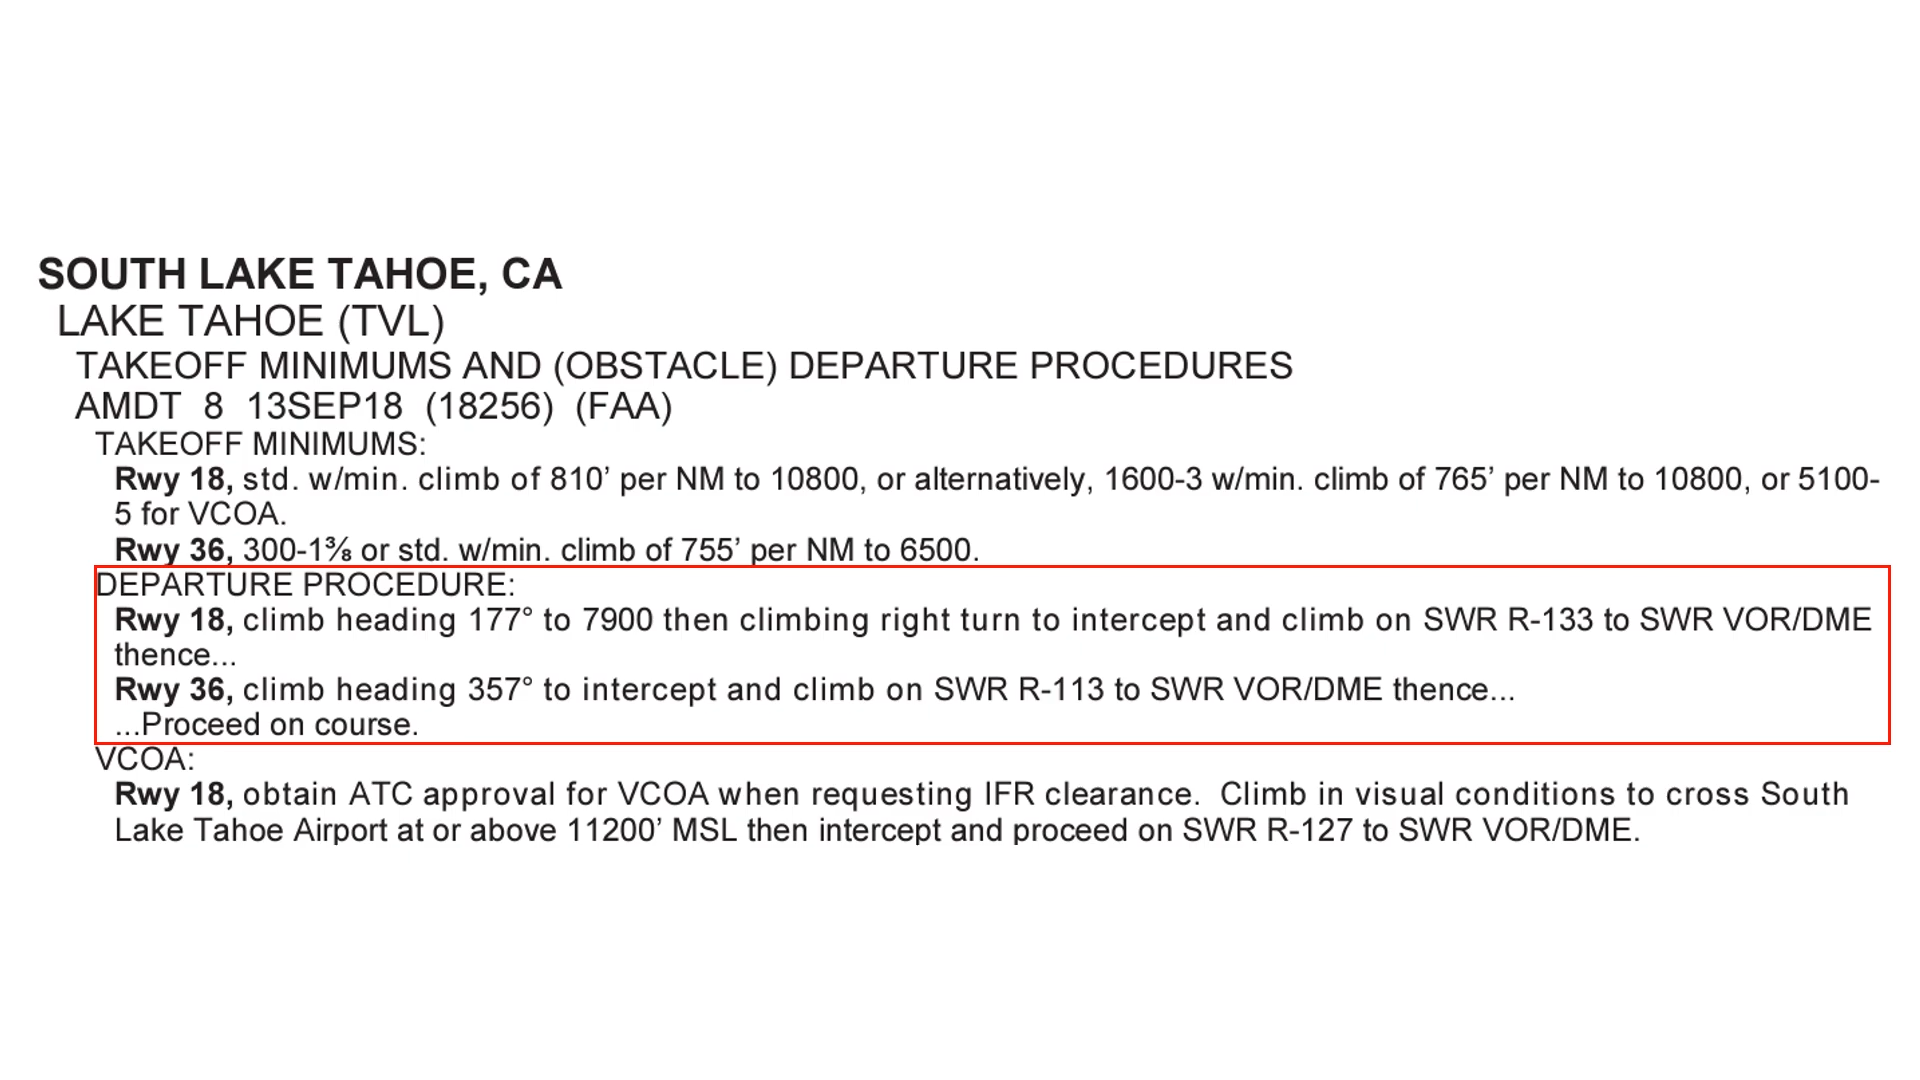 SOUTH LAKE TAHOE, CA
LAKE TAHOE (TVL)
TAKEOFF MINIMUMS AND (OBSTACLE) DEPARTURE PROCEDURES
AMDT 8 13SEP18 (18256) (FAA)
TAKEOFF MINIMUMS:
Rwy 18, std. w/min. climb of 810’ per NM to 10800, or alternatively, 1600-3 w/min. climb of 765’ per NM to 10800, or 5100-
5 for VCOA.
Rwy 36, 300-1⅜ or std. w/min. climb of 755’ per NM to 6500.
DEPARTURE PROCEDURE:
Rwy 18, climb heading 177° to 7900 then climbing right turn to intercept and climb on SWR R-133 to SWR VOR/DME
thence...
Rwy 36, climb heading 357° to intercept and climb on SWR R-113 to SWR VOR/DME thence...
...Proceed on course.
VCOA:
Rwy 18, obtain ATC approval for VCOA when requesting IFR clearance. Climb in visual conditions to cross South
Lake Tahoe Airport at or above 11200’ MSL then intercept and proceed on SWR R-127 to SWR VOR/DME.